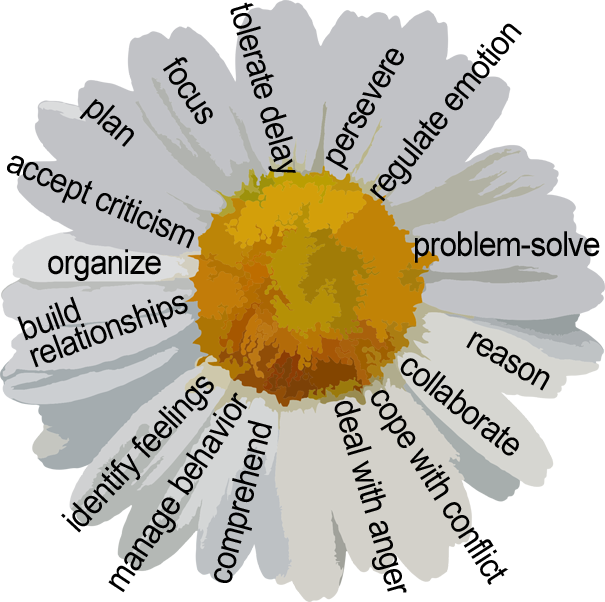 tolerate delay
persevere
regulate emotion
problem-solve
reason
collaborate
cope with conflict
deal with anger
comprehend
manage behavior
identify feelings
build
relationships
organize
accept criticism
plan
focus